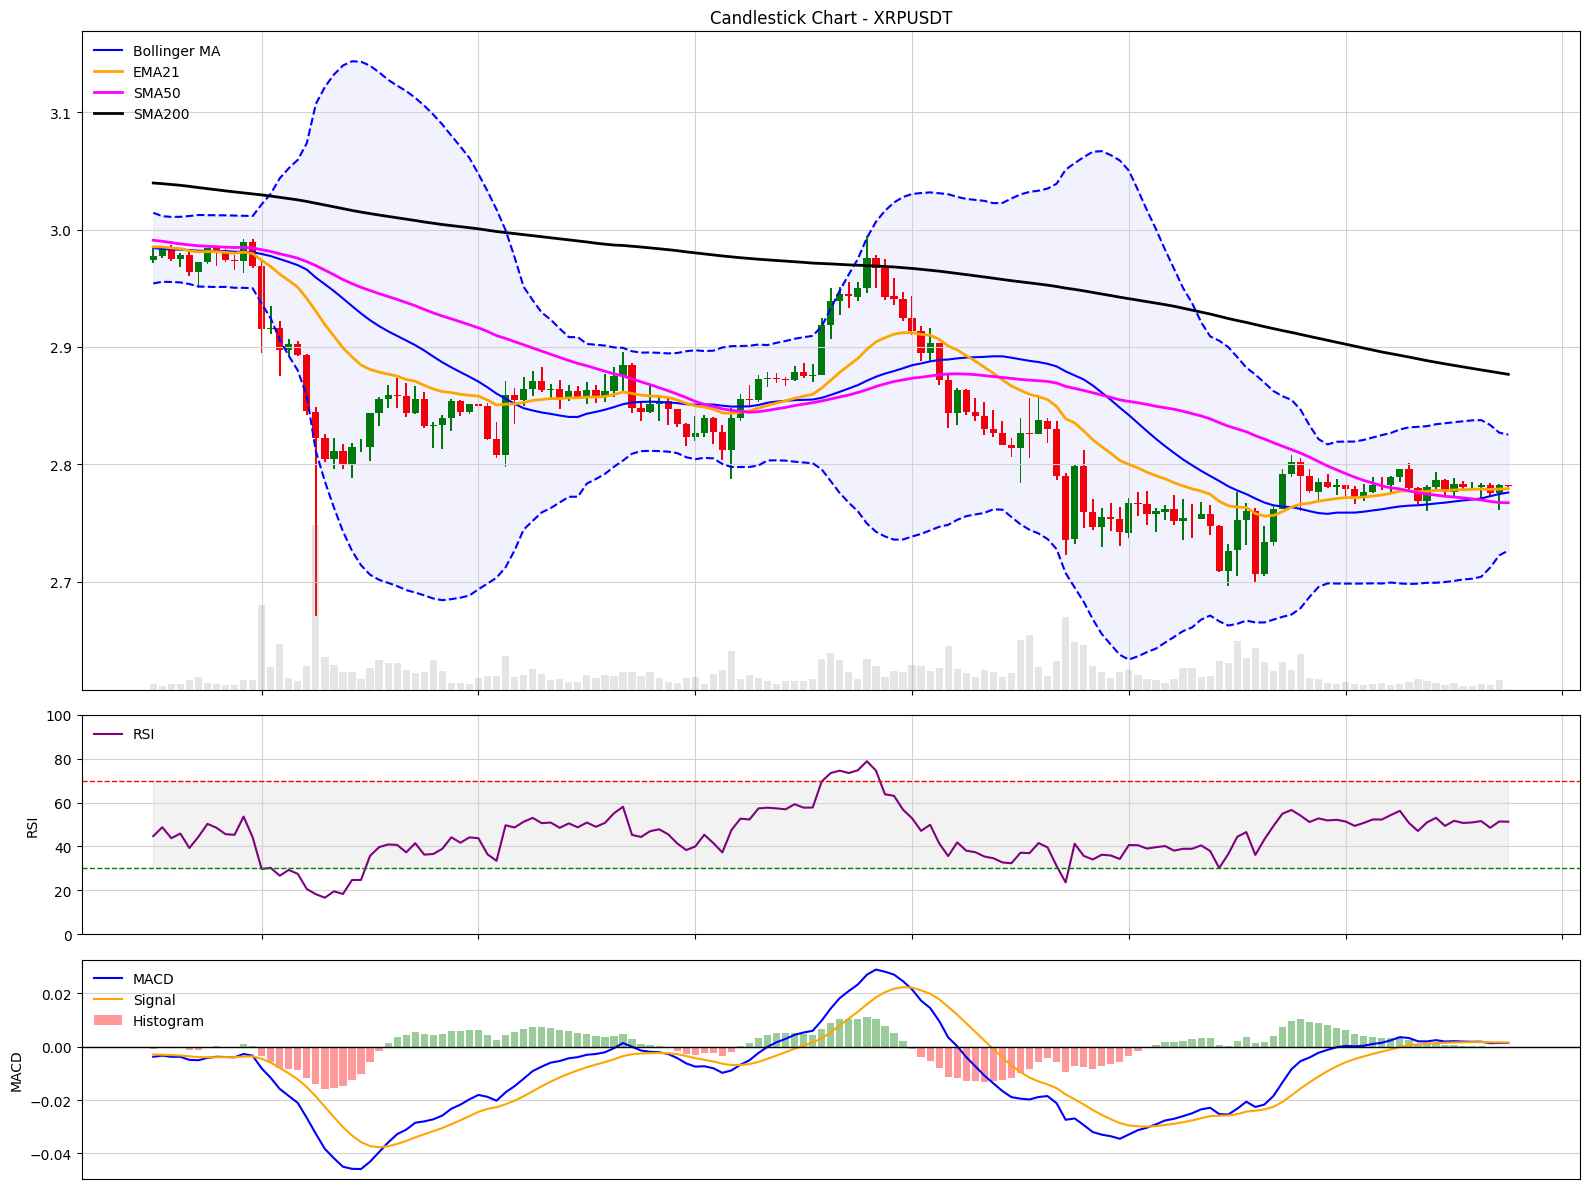 Candlestick Chart - XRPUSDT
Bollinger MA
EMA21
SMA50
SMA200
3.1
3.0
2.9
2.8
2.7
RSI
100
80
60
40
20
0
RSI
MACD
Signal
Histogram
0.02
0.00
−0.02
−0.04
MACD